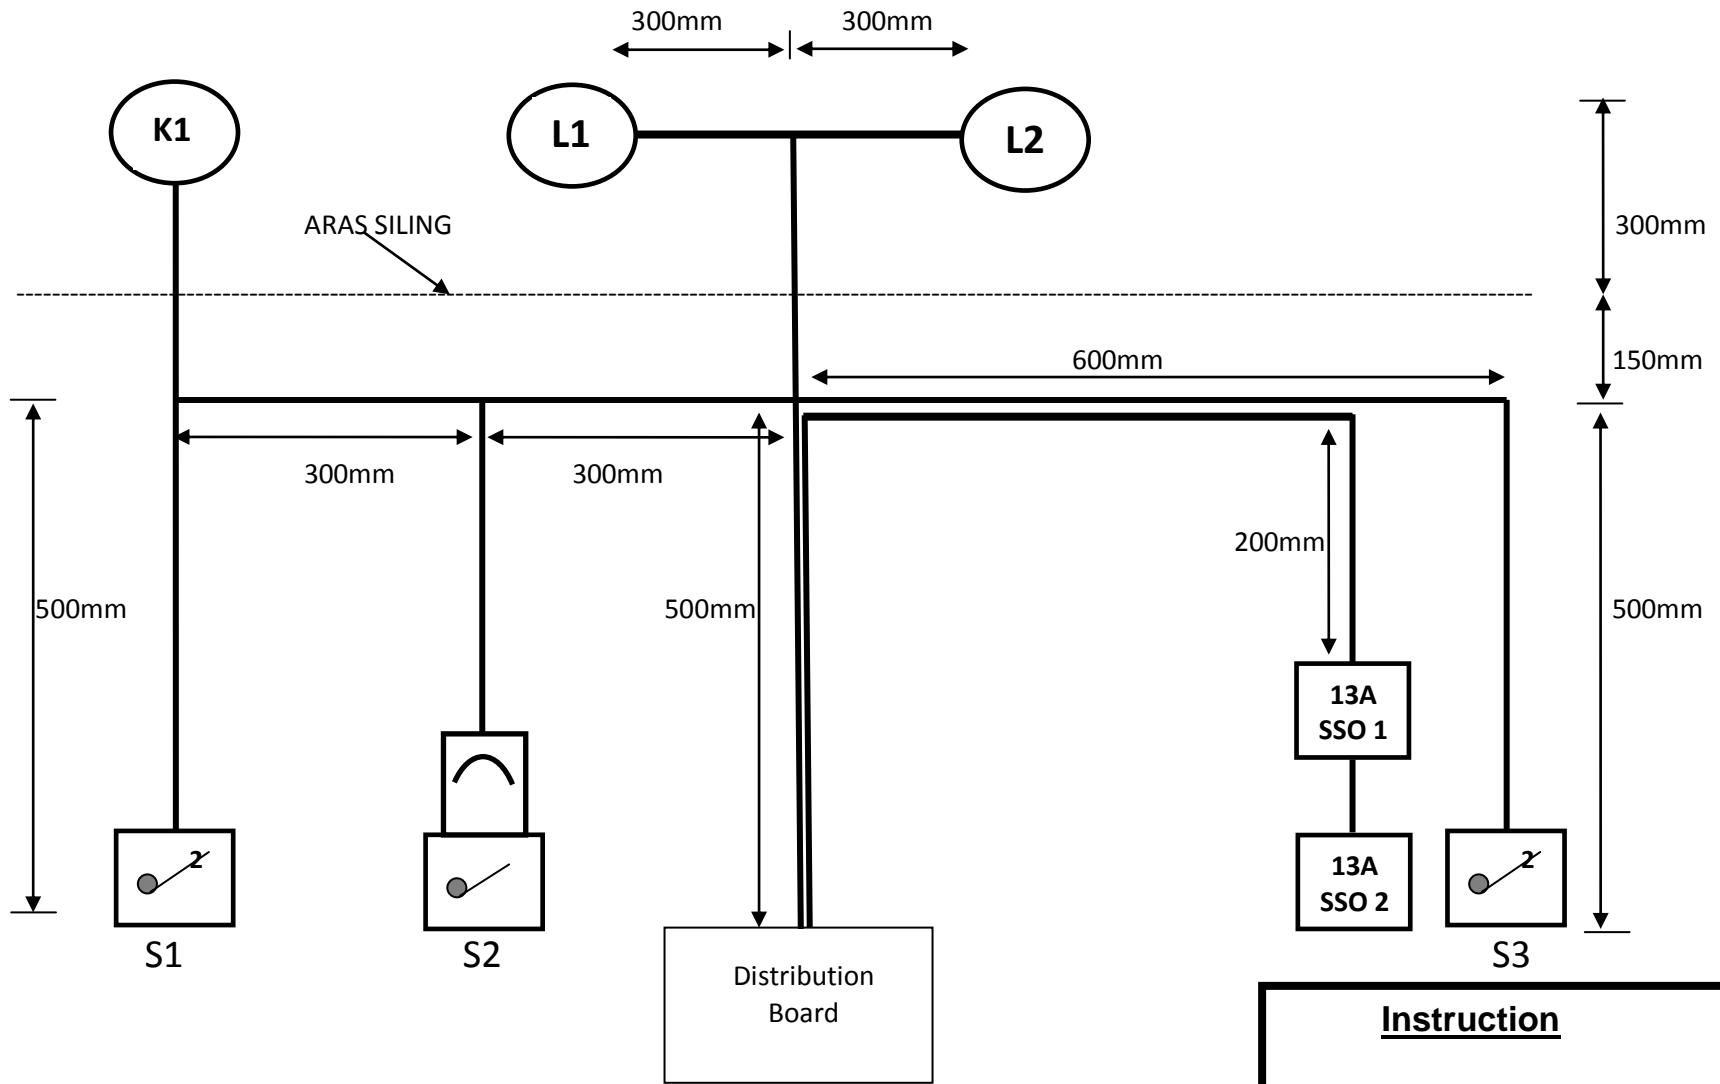 300mm
300mm
K1
L1
L2
ARAS SILING
300mm
600mm
150mm
300mm
300mm
200mm
500mm
500mm
500mm
13A
SSO 1
2
13A
SSO 2
2
S1
S2
S3
Distribution
Board
Instruction